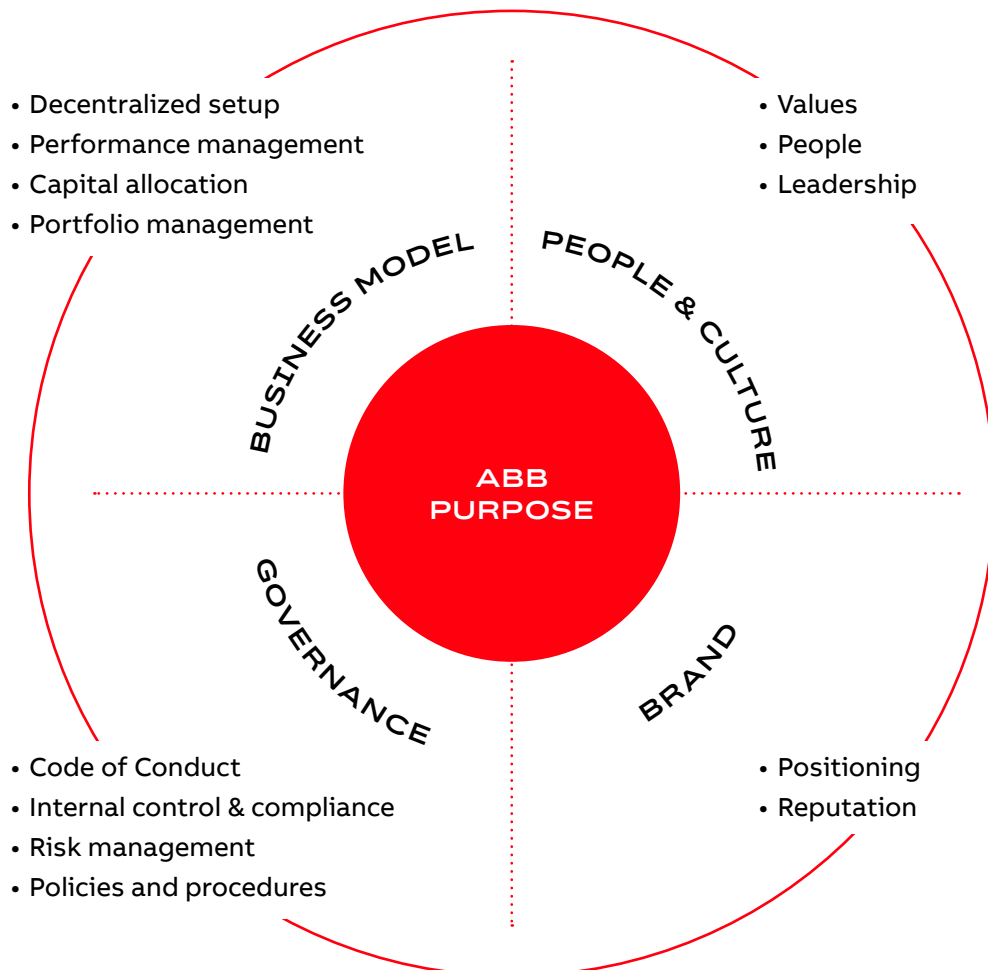 • Decentralized setup
• Performance management
• Capital allocation
• Portfolio management
• Values
• People
• Leadership
BUSINESS MODEL
PEOPLE & CULTURE
ABB
PURPOSE
GOVERNANCE
BRAND
• Code of Conduct
• Internal control & compliance
• Risk management
• Policies and procedures
• Positioning
• Reputation